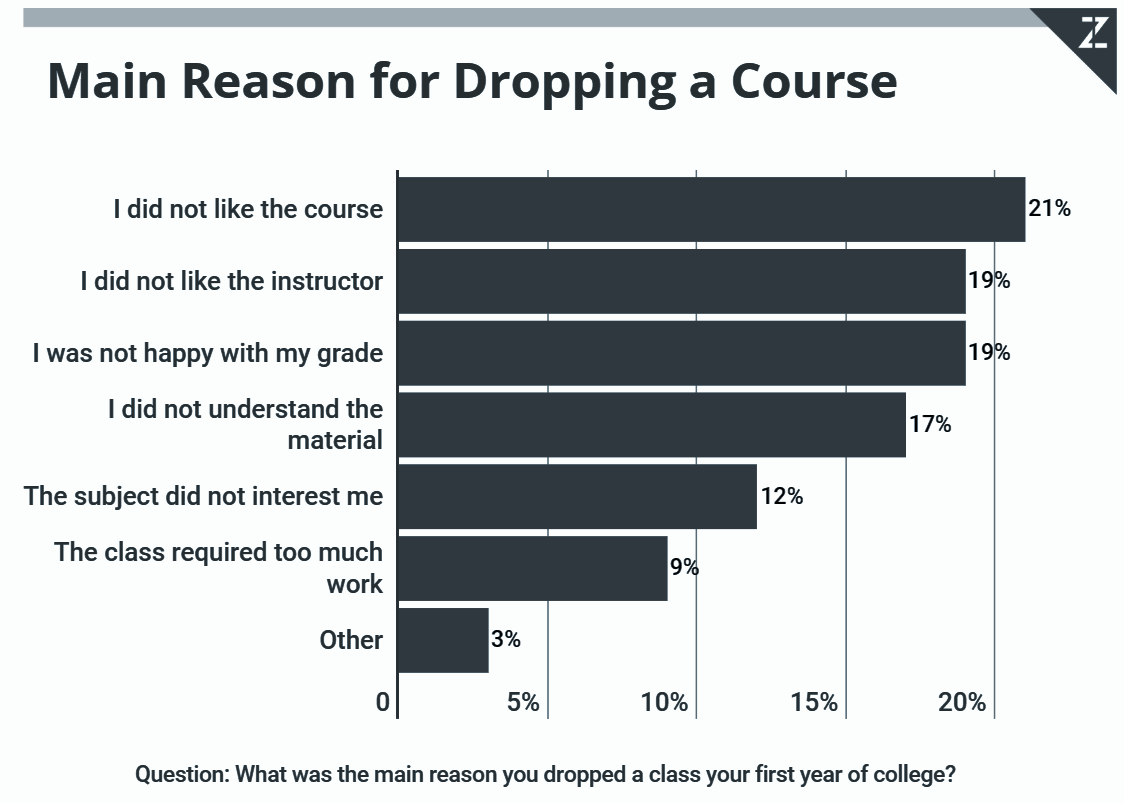 Z
Main Reason for Dropping a Course
I did not like the course
21%
I did not like the instructor
19%
I was not happy with my grade
19%
I did not understand the
material
17%
The subject did not interest me
12%
The class required too much
work
9%
Other
3%
0 5% 10% 15% 20%
Question: What was the main reason you dropped a class your first year of college?